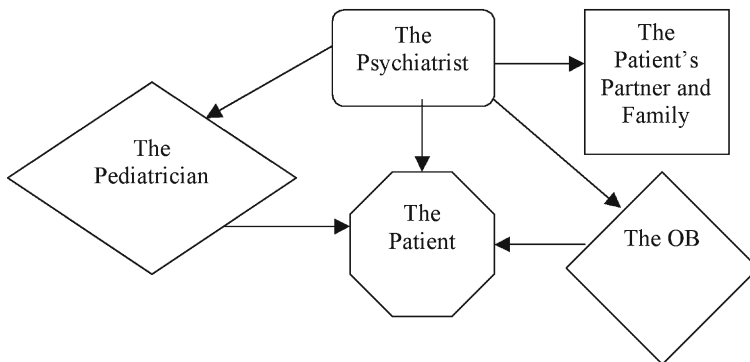 The
Psychiatrist
The
Patient's
Partner and
Family
The
Pediatrician
The
Patient
The OB